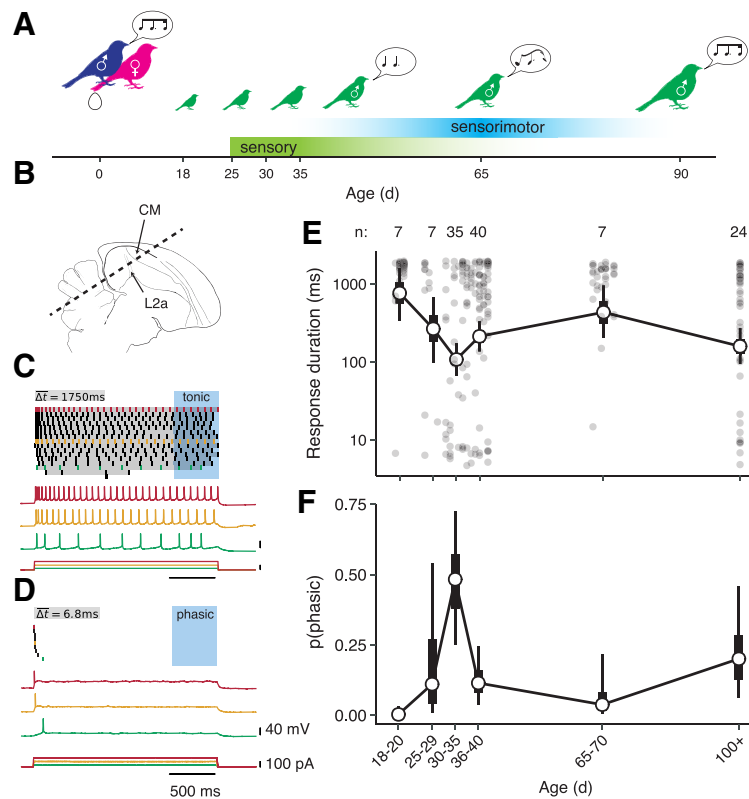 A
♂ ♀ ♂ ♂ ♂
sensorimotor
sensory
0 18 25 30 35 65 90
Age (d)
B
CM
L2a
C
Δt = 1750ms
tonic
D
Δt = 6.8ms
phasic
40 mV
100 pA
500 ms
E
n: 7 7 35 40 7 24
Response duration (ms)
1000
100
10
F
p(phasic)
0.75
0.50
0.25
0.00
18-20 25-29 30-35 36-40 65-70 100+
Age (d)